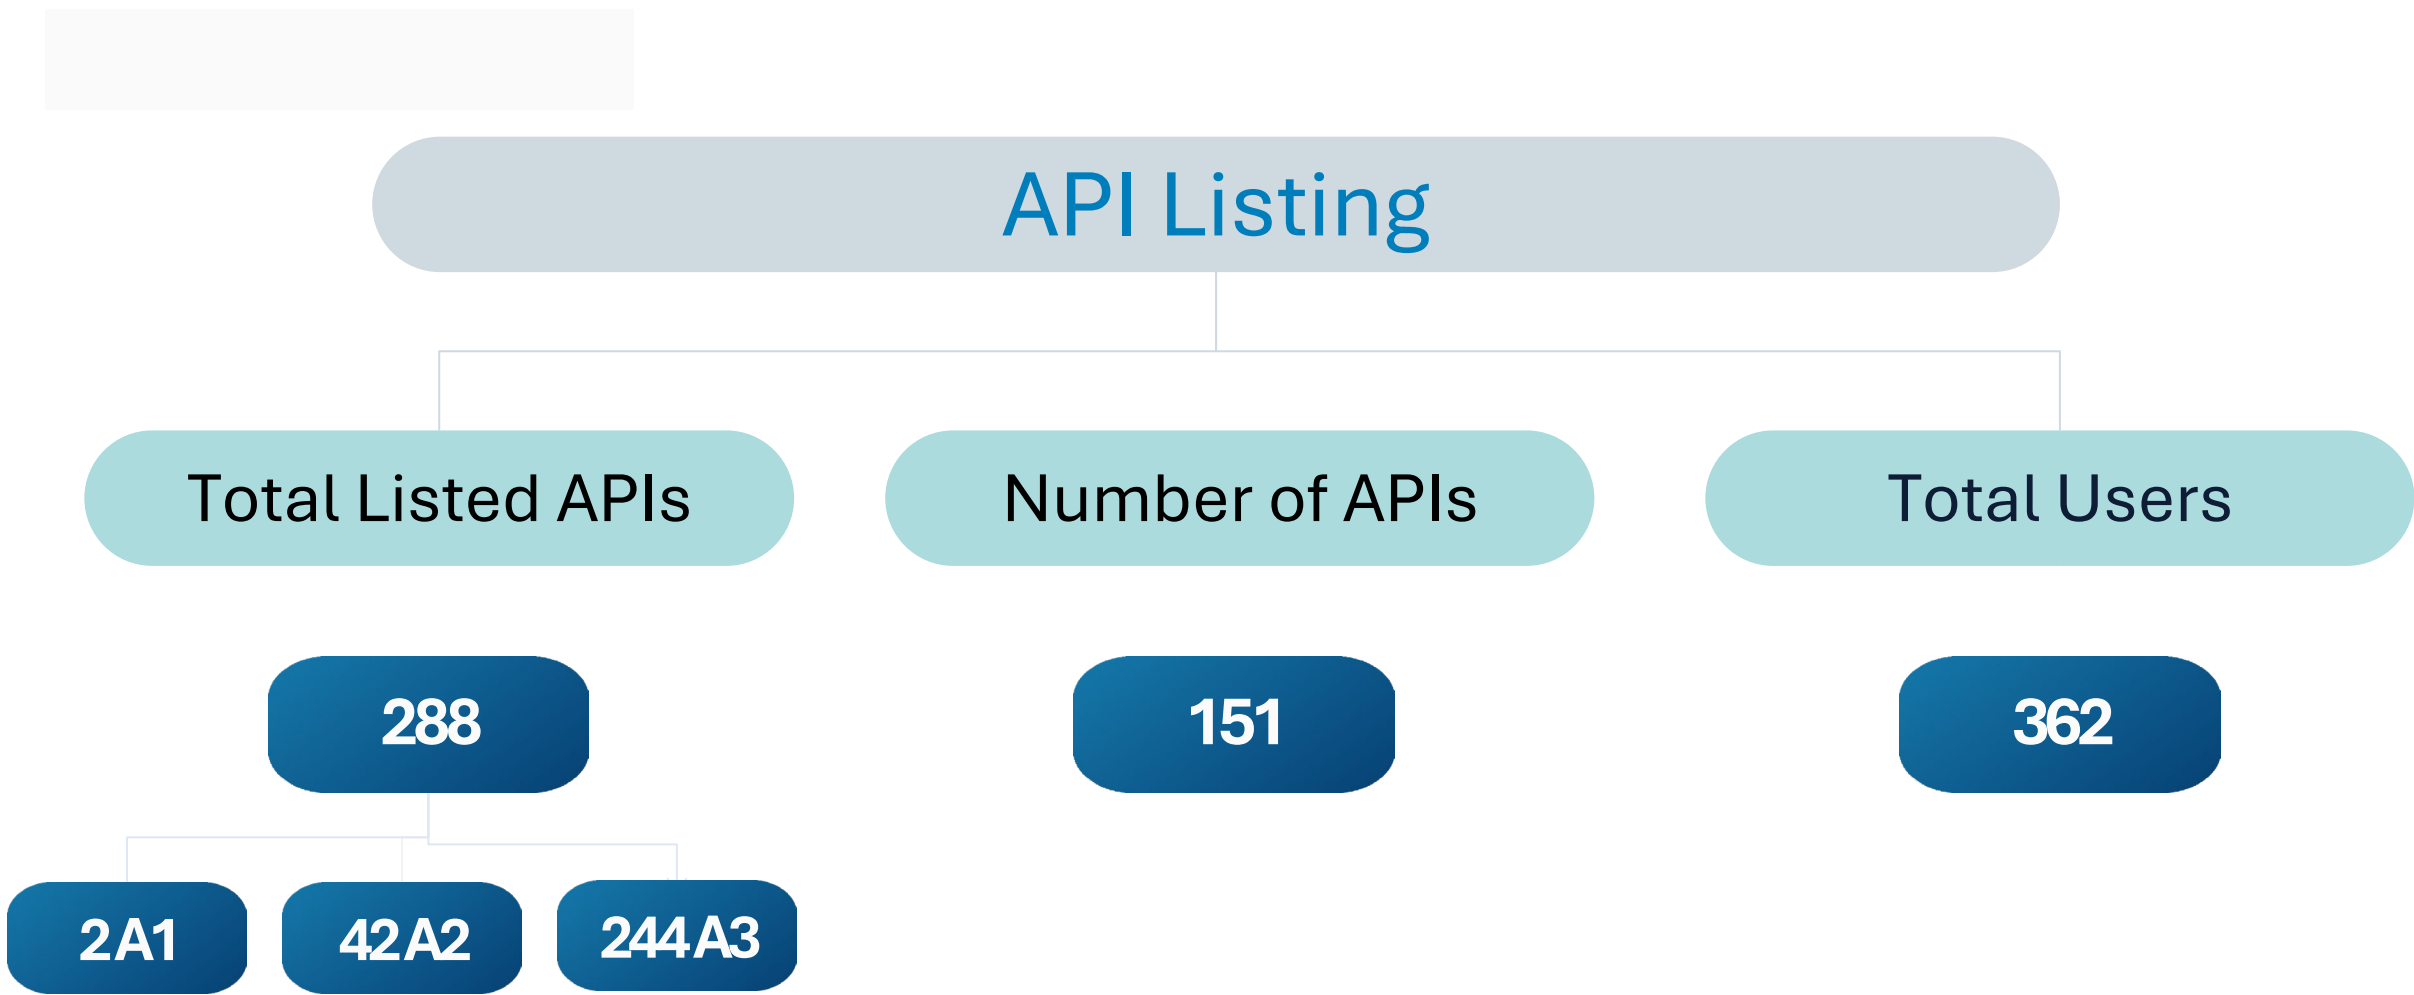 API Listing
Total Listed APIs
Number of APIs
Total Users
288
151
362
2 A1
42 A2
244 A3